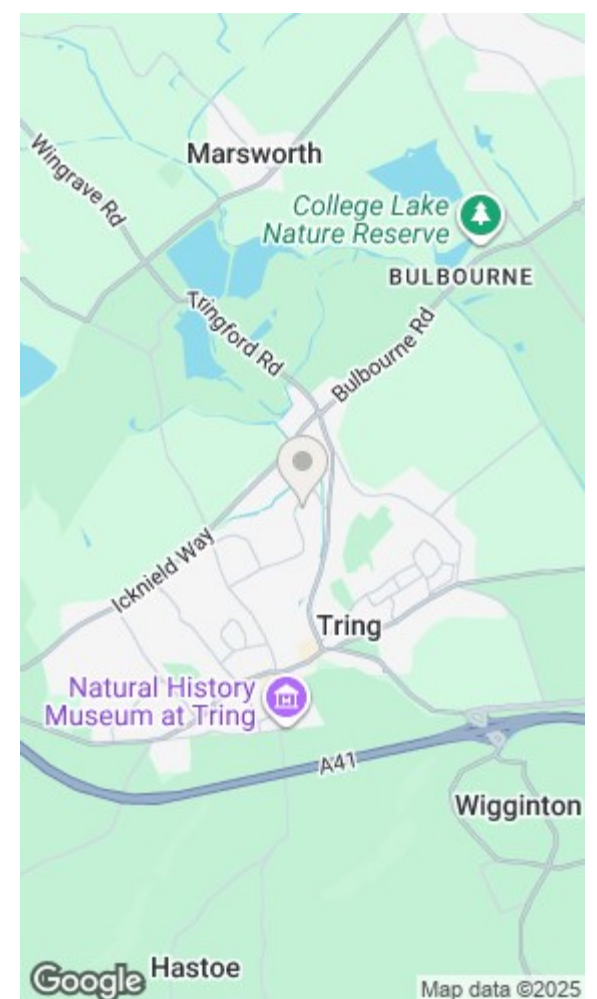 Marsworth
Wingrave Rd
College Lake
Nature Reserve
BULBOURNE
Tringford Rd
Bulbourne Rd
Icknield Way
Tring
Natural History
Museum at Tring
A41
Wigginton
Hastoe
Google
Map data ©2025